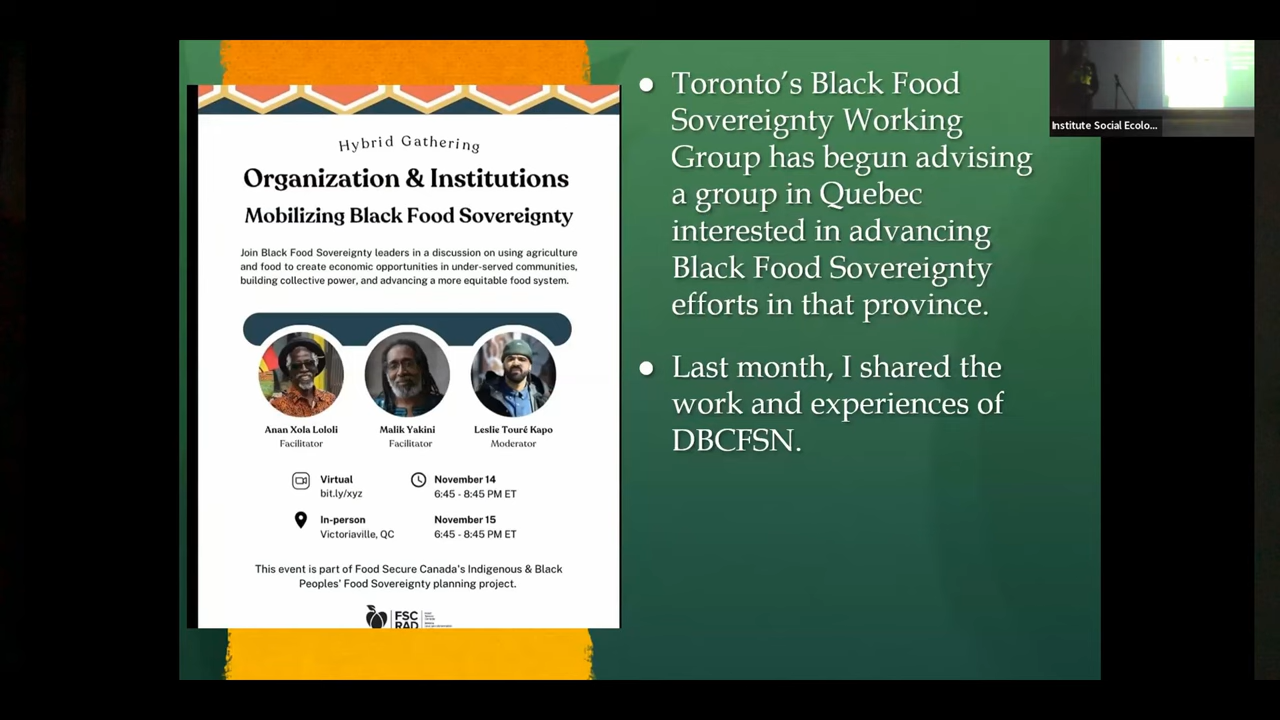 Hybrid Gathering
Organization & Institutions
Mobilizing Black Food Sovereignty
Join Black Food Sovereignty leaders in a discussion on using agriculture
and food to create economic opportunities in under-served communities,
building collective power, and advancing a more equitable food system.
Anan Xola Lololi
Facilitator
Malik Yakini
Facilitator
Leslie Touré Kapo
Moderator
Virtual
bit.ly/xyz
November 14
6:45 - 8:45 PM ET
In-person
Victoriaville, QC
November 15
6:45 - 8:45 PM ET
This event is part of Food Secure Canada's Indigenous & Black
Peoples' Food Sovereignty planning project.
FSC
RAD
● Toronto’s Black Food
Sovereignty Working
Group has begun advising
a group in Quebec
interested in advancing
Black Food Sovereignty
efforts in that province.
● Last month, I shared the
work and experiences of
DBCFSN.
Institute Social Ecolo...